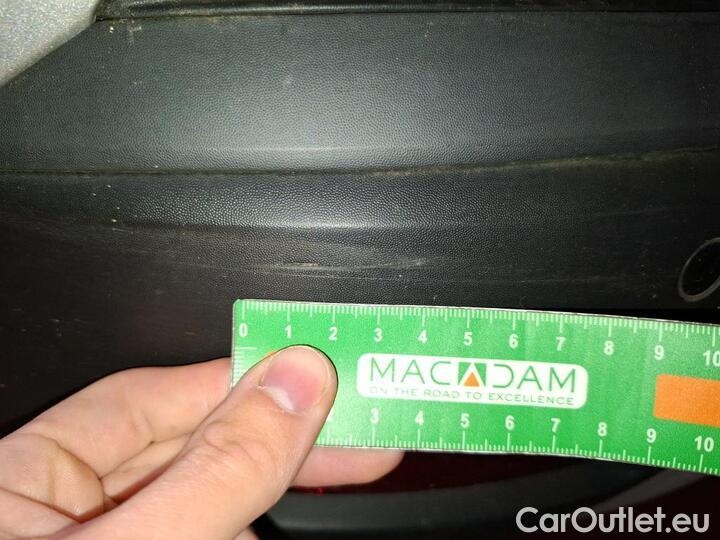 0 1 2 3 4 5 6 7 8 9 10
MACADAM
ON THE ROAD TO EXCELLENCE
2 3 4 5 6 7 8 9 10
CarOutlet.eu